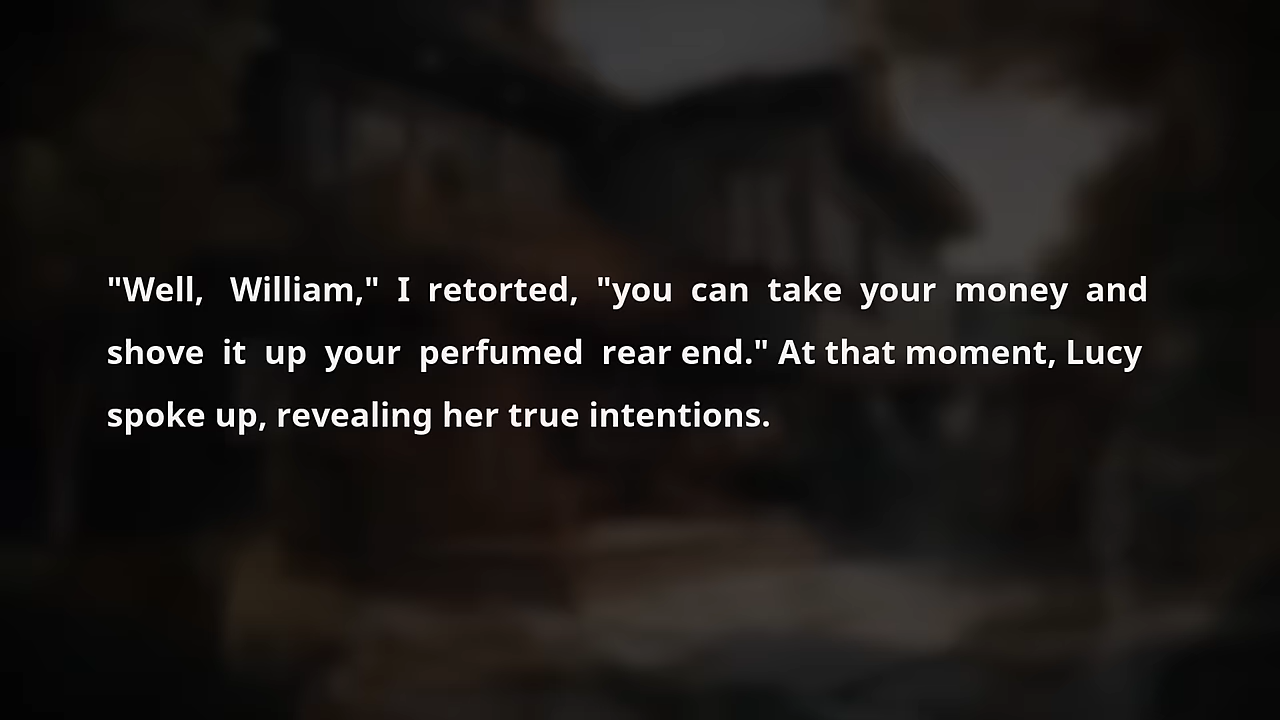 "Well, William," I retorted, "you can take your money and
shove it up your perfumed rear end." At that moment, Lucy
spoke up, revealing her true intentions.